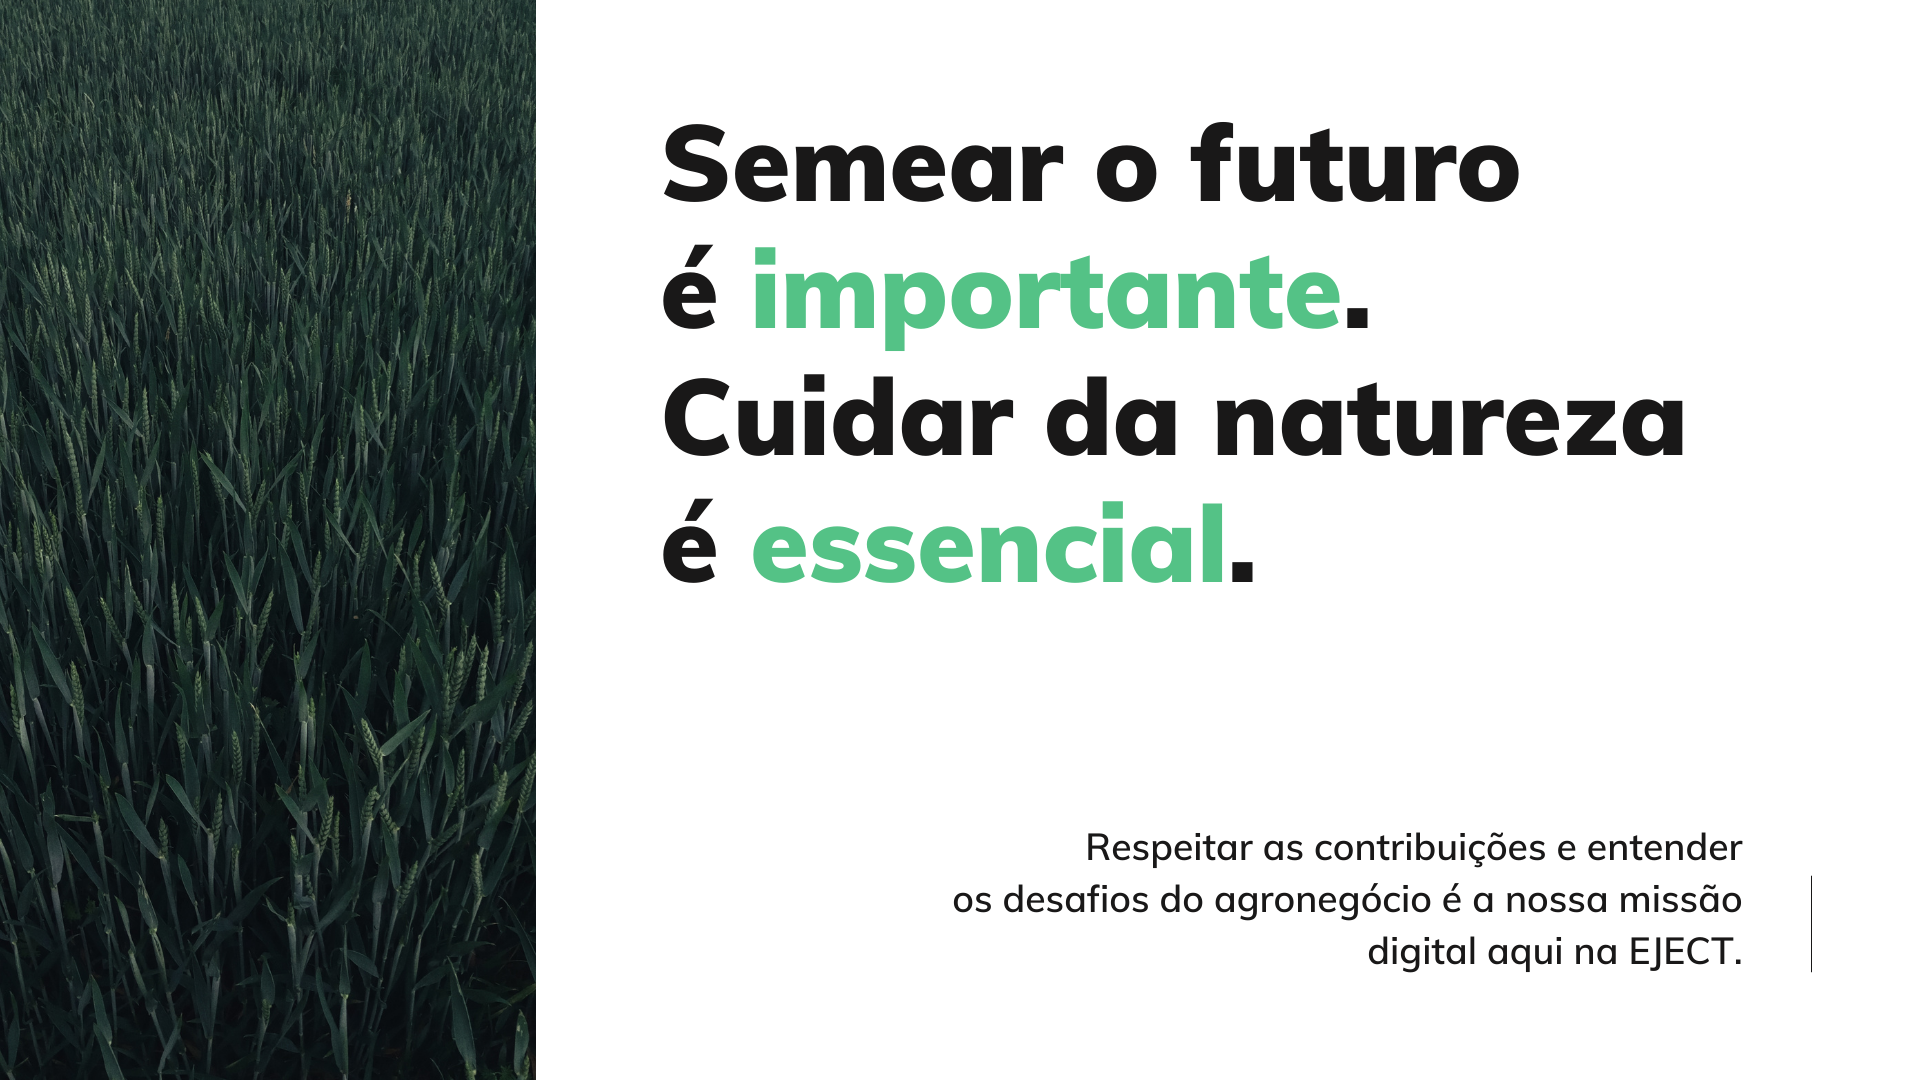 Semear o futuro
é importante.
Cuidar da natureza
é essencial.
Respeitar as contribuições e entender
os desafios do agronegócio é a nossa missão
digital aqui na EJECT.